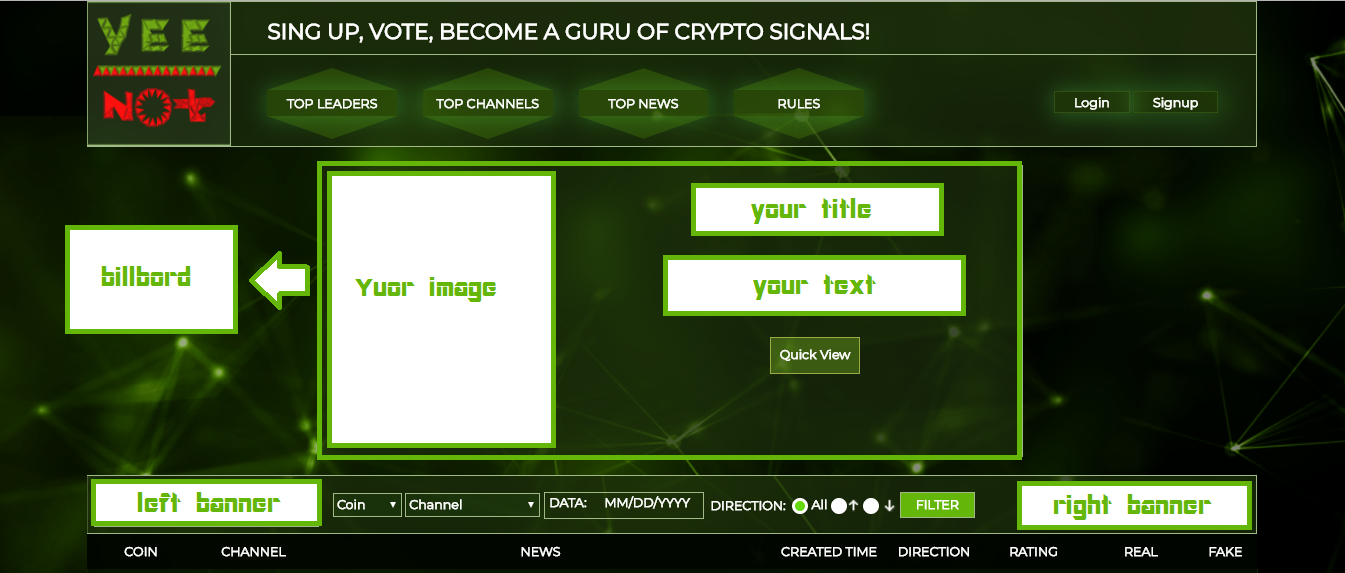 YEE
NOT
SING UP, VOTE, BECOME A GURU OF CRYPTO SIGNALS!
TOP LEADERS TOP CHANNELS TOP NEWS RULES Login Signup
your title
billbord
Yuor image
your text
Quick View
left banner
Coin Channel DATA: MM/DD/YYYY DIRECTION: All ↑ ↓ FILTER
right banner
COIN CHANNEL NEWS CREATED TIME DIRECTION RATING REAL FAKE